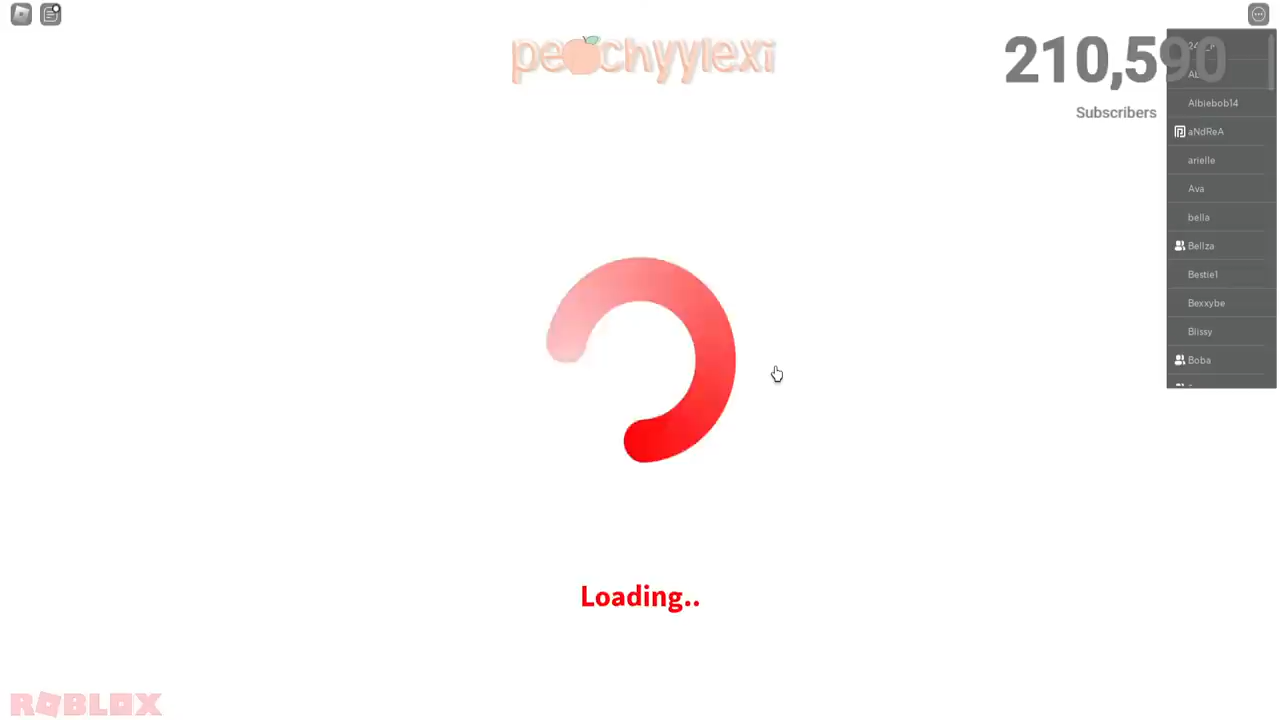 peachyylexi
210,590
Subscribers
Albiebob14
aNdReA
arielle
Ava
bella
Bellza
Bestie1
Bexxybe
Blissy
Boba
Loading..
ROBLOX